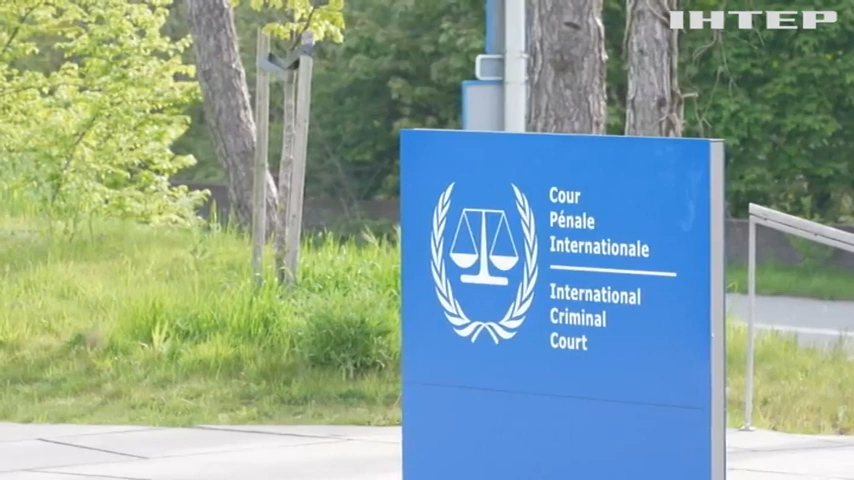 ІНТЕР
Cour
Pénale
Internationale
International
Criminal
Court